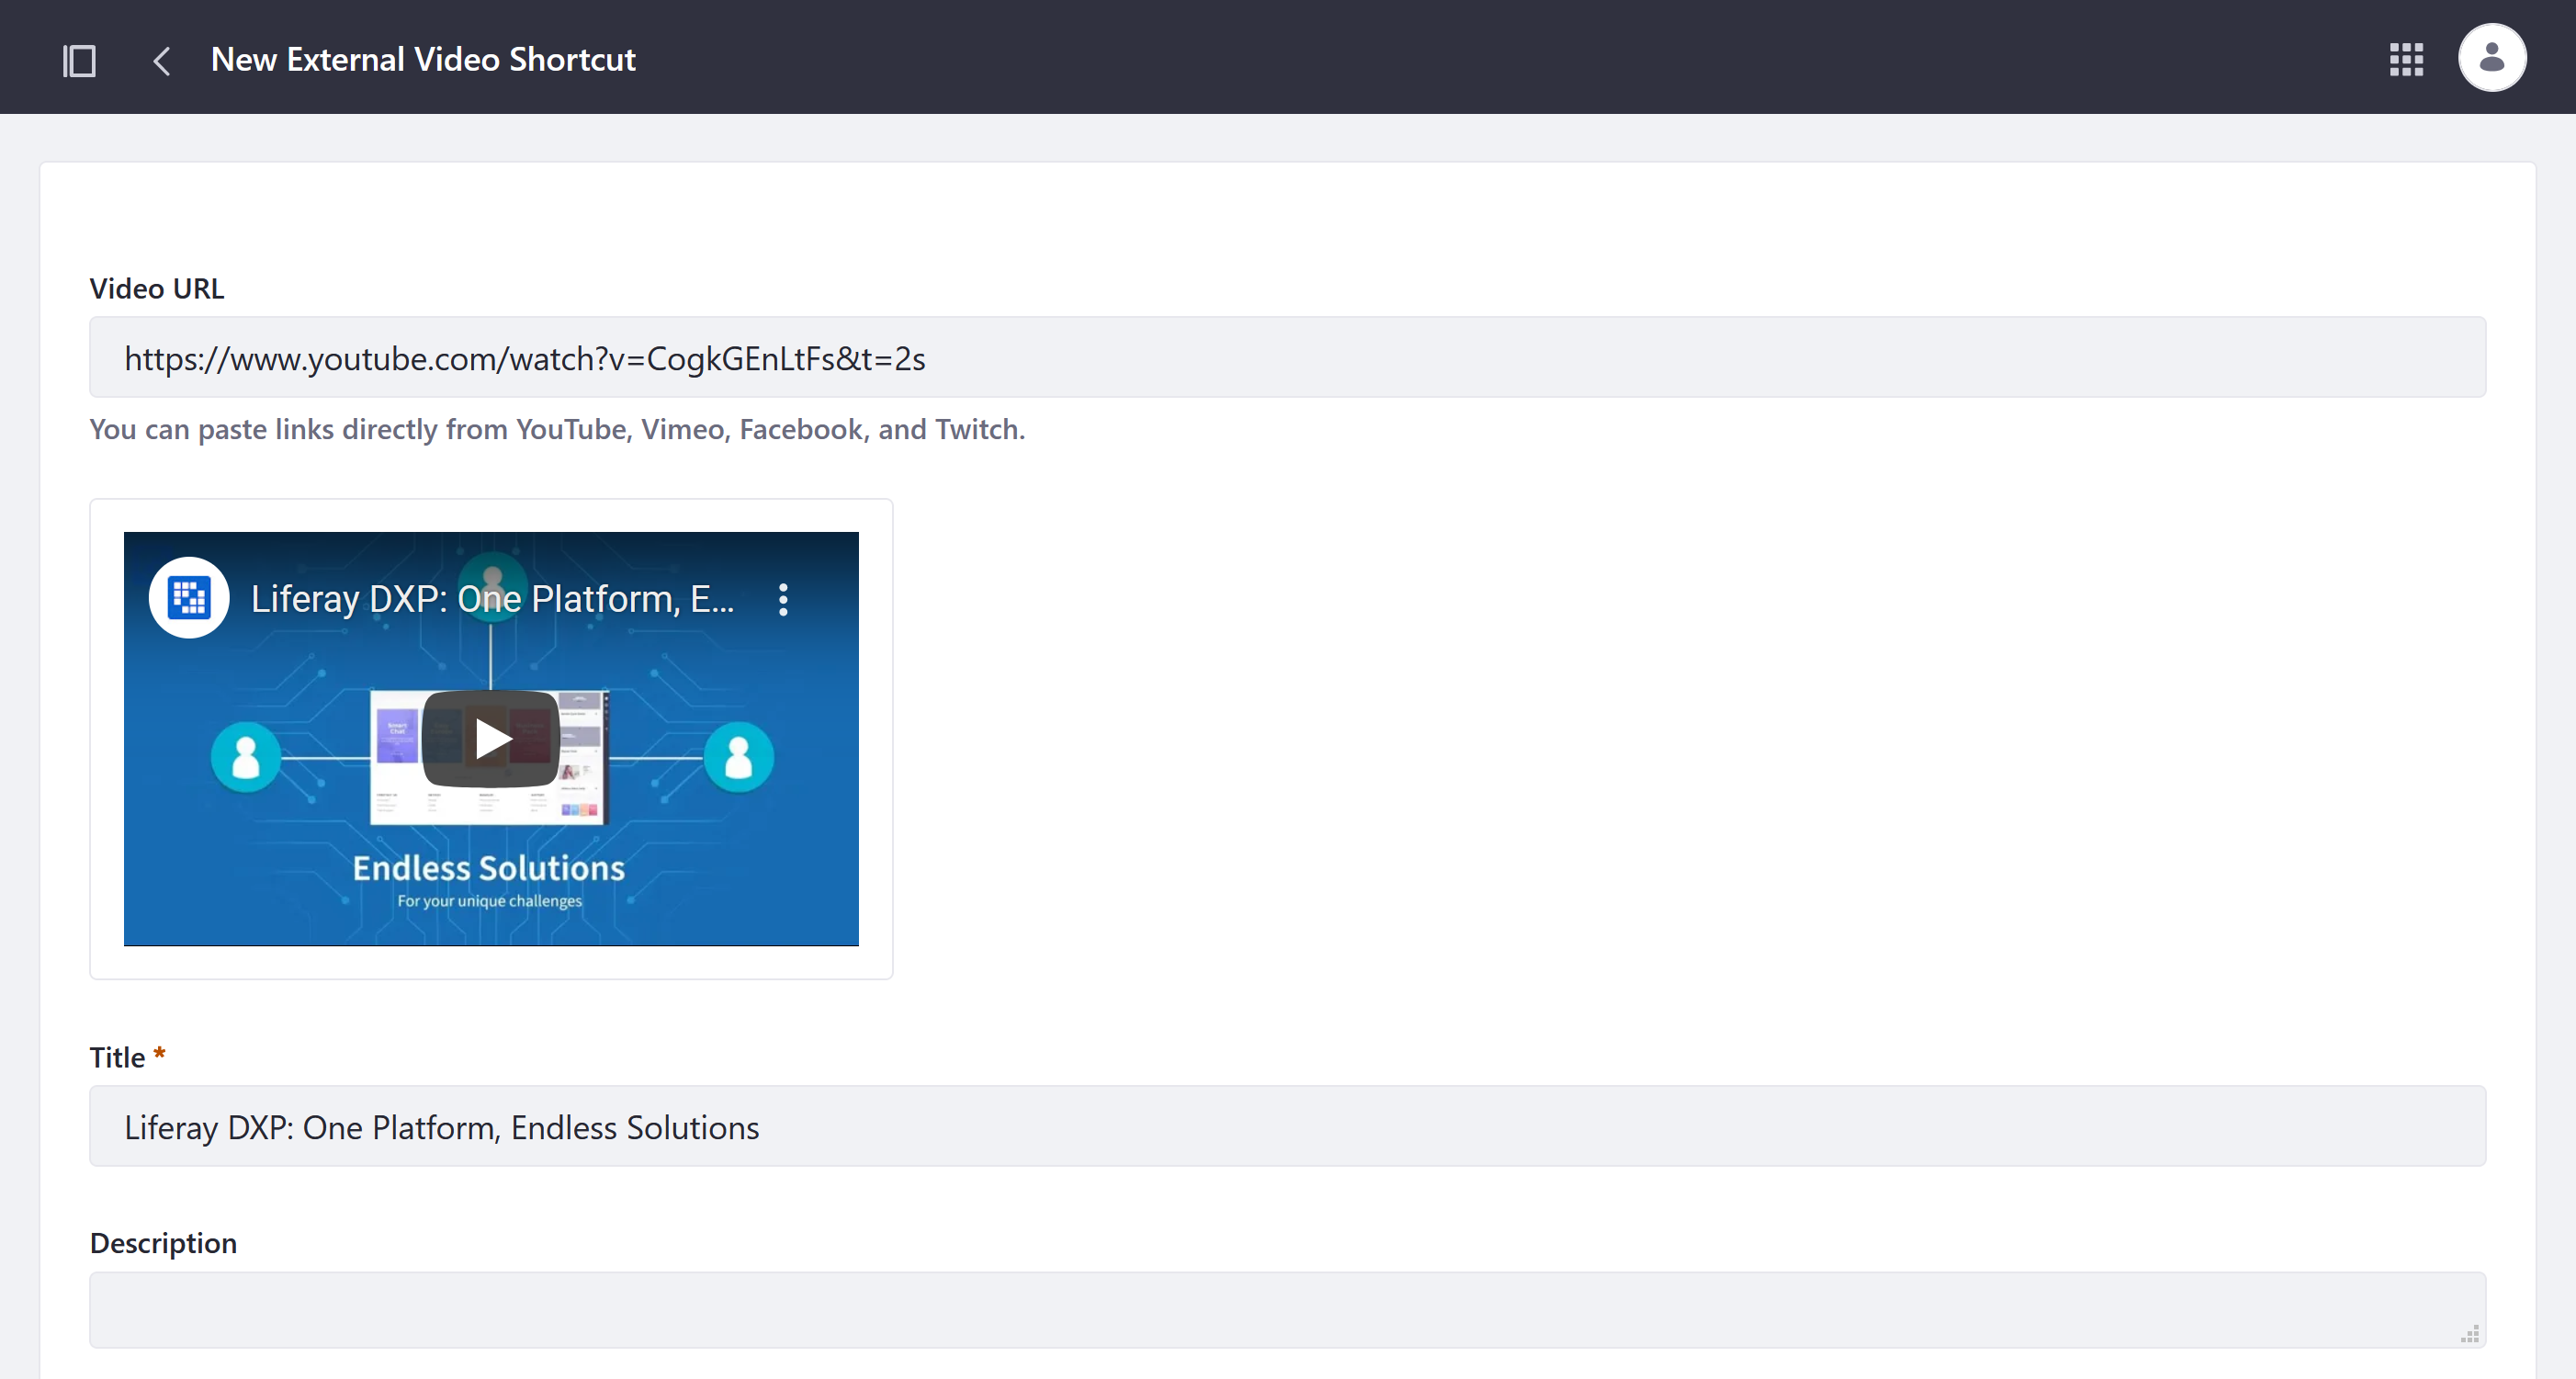 New External Video Shortcut
Video URL
https://www.youtube.com/watch?v=CogkGEnLtFs&t=2s
You can paste links directly from YouTube, Vimeo, Facebook, and Twitch.
Liferay DXP: One Platform, E...
Smart
Chat
Endless Solutions
For your unique challenges
Title *
Liferay DXP: One Platform, Endless Solutions
Description